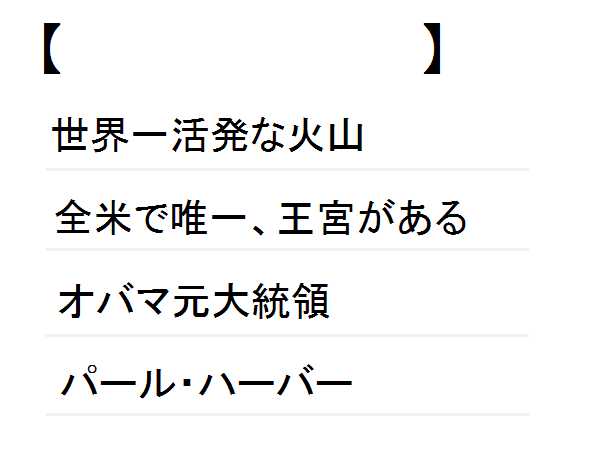 【　　　　　　　　　】
世界一活発な火山
全米で唯一、王宮がある
オバマ元大統領
パール・ハーバー